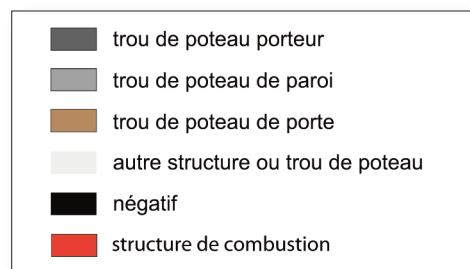 trou de poteau porteur
trou de poteau de paroi
trou de poteau de porte
autre structure ou trou de poteau
négatif
structure de combustion